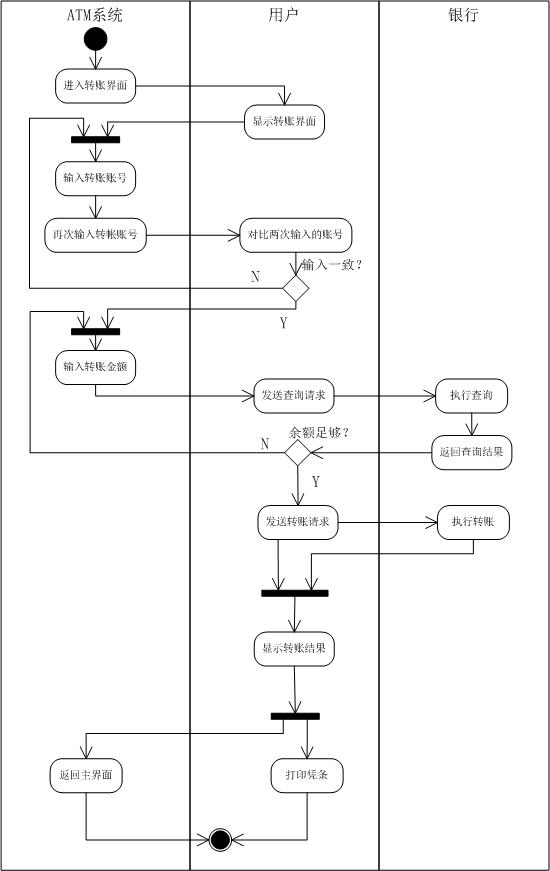 ATM系统
用户
银行
进入转账界面
显示转账界面
输入转账账号
再次输入转帐账号
对比两次输入的账号
输入一致?
N
Y
输入转账金额
发送查询请求
执行查询
余额足够?
N
返回查询结果
Y
发送转账请求
执行转账
显示转账结果
返回主界面
打印凭条